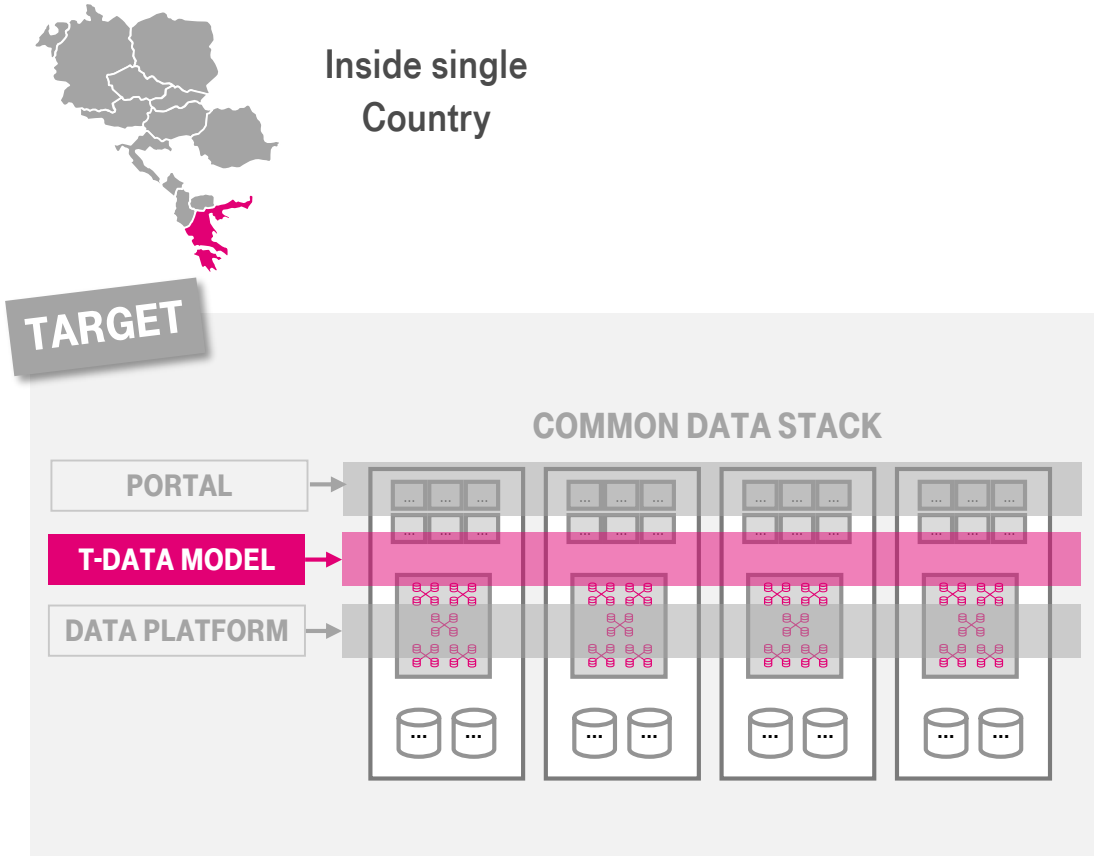 Inside single
Country
TARGET
COMMON DATA STACK
PORTAL
... ... ... ... ... ... ... ... ... ... ... ...
... ... ... ... ... ... ... ... ... ... ... ...
T-DATA MODEL
DATA PLATFORM
... ... ... ... ... ... ... ...